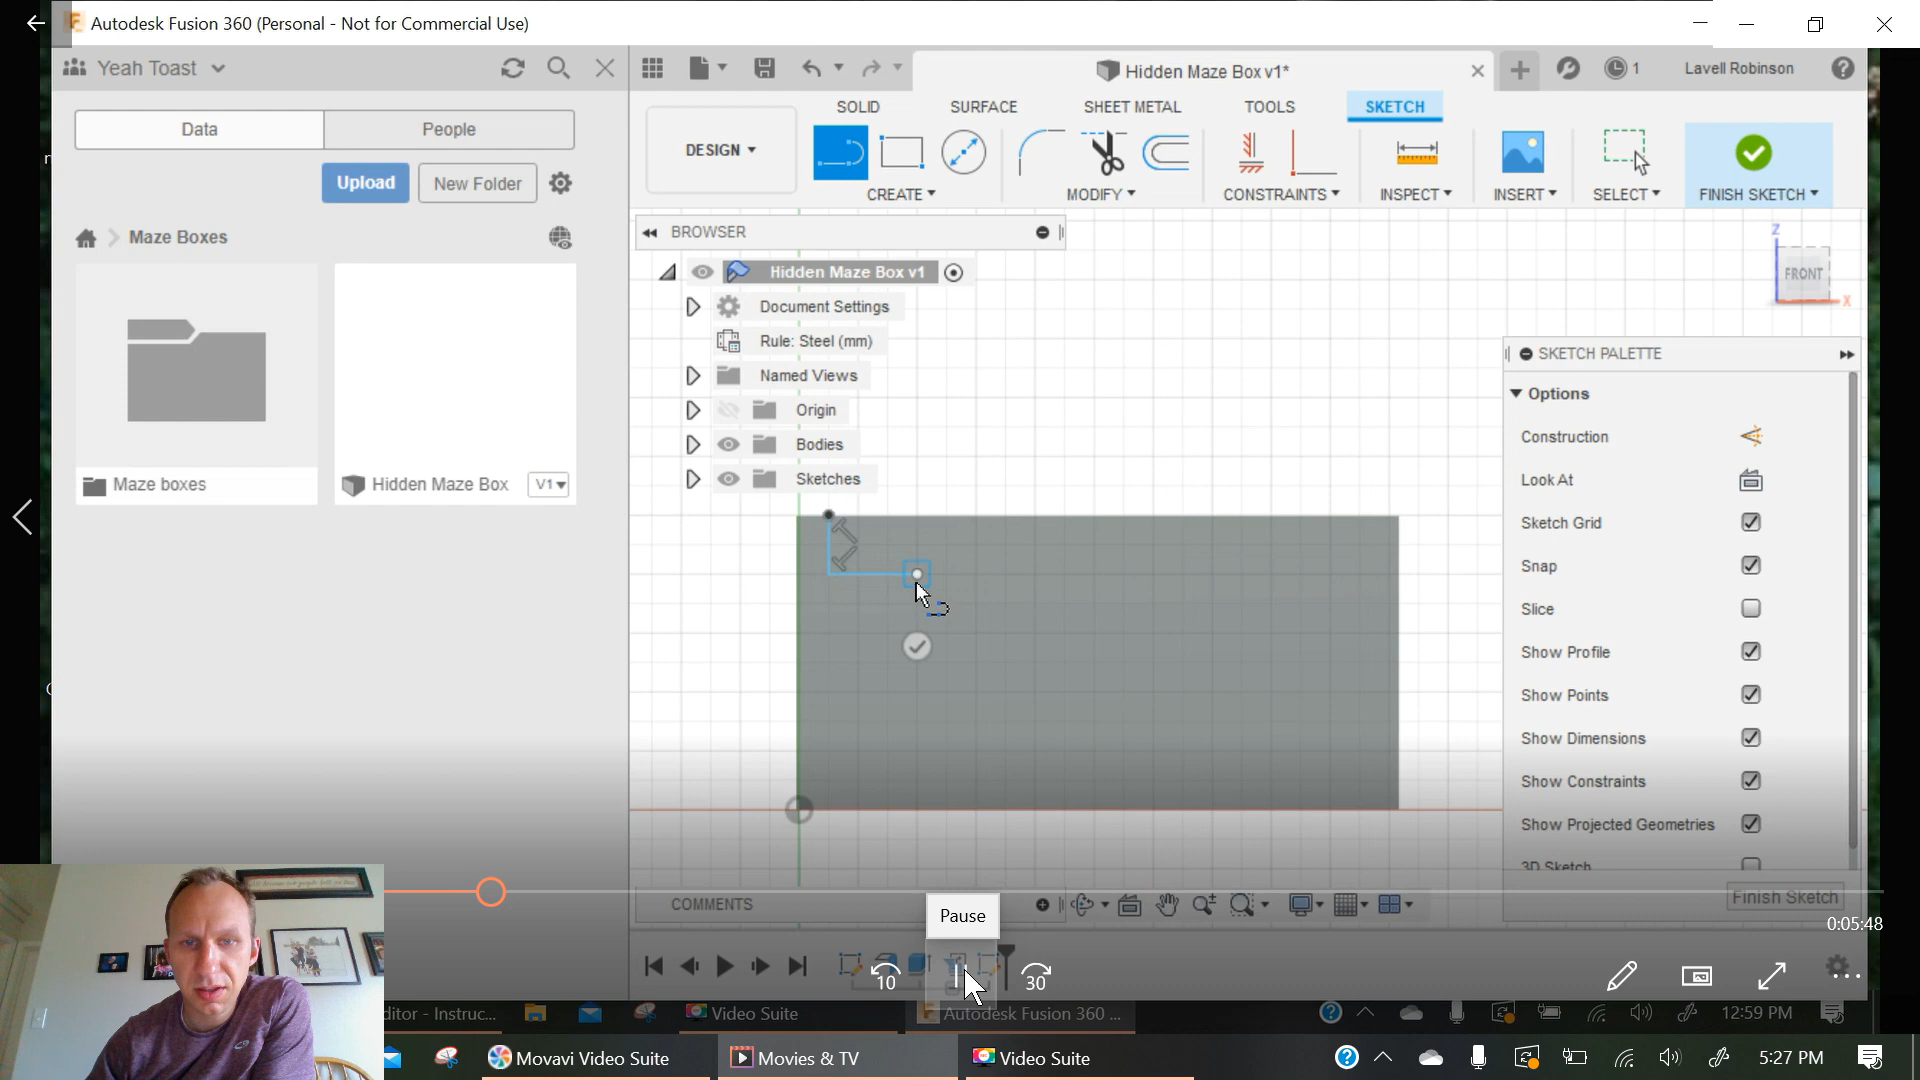 Autodesk Fusion 360 (Personal - Not for Commercial Use)
Yeah Toast
Hidden Maze Box v1*
1
Lavell Robinson
Data
People
Upload
New Folder
Maze Boxes
Maze boxes
Hidden Maze Box
V1
SOLID
SURFACE
SHEET METAL
TOOLS
SKETCH
DESIGN
CREATE
MODIFY
CONSTRAINTS
INSPECT
INSERT
SELECT
FINISH SKETCH
BROWSER
Hidden Maze Box v1
Document Settings
Rule: Steel (mm)
Named Views
Origin
Bodies
Sketches
Z
FRONT
X
SKETCH PALETTE
Options
Construction
Look At
Sketch Grid
Snap
Slice
Show Profile
Show Points
Show Dimensions
Show Constraints
Show Projected Geometries
3D Sketch
Finish Sketch
COMMENTS
Pause
0:05:48
10
30
ditor - Instruc...
Video Suite
Autodesk Fusion 360 ...
12:59 PM
Movavi Video Suite
Movies & TV
Video Suite
5:27 PM